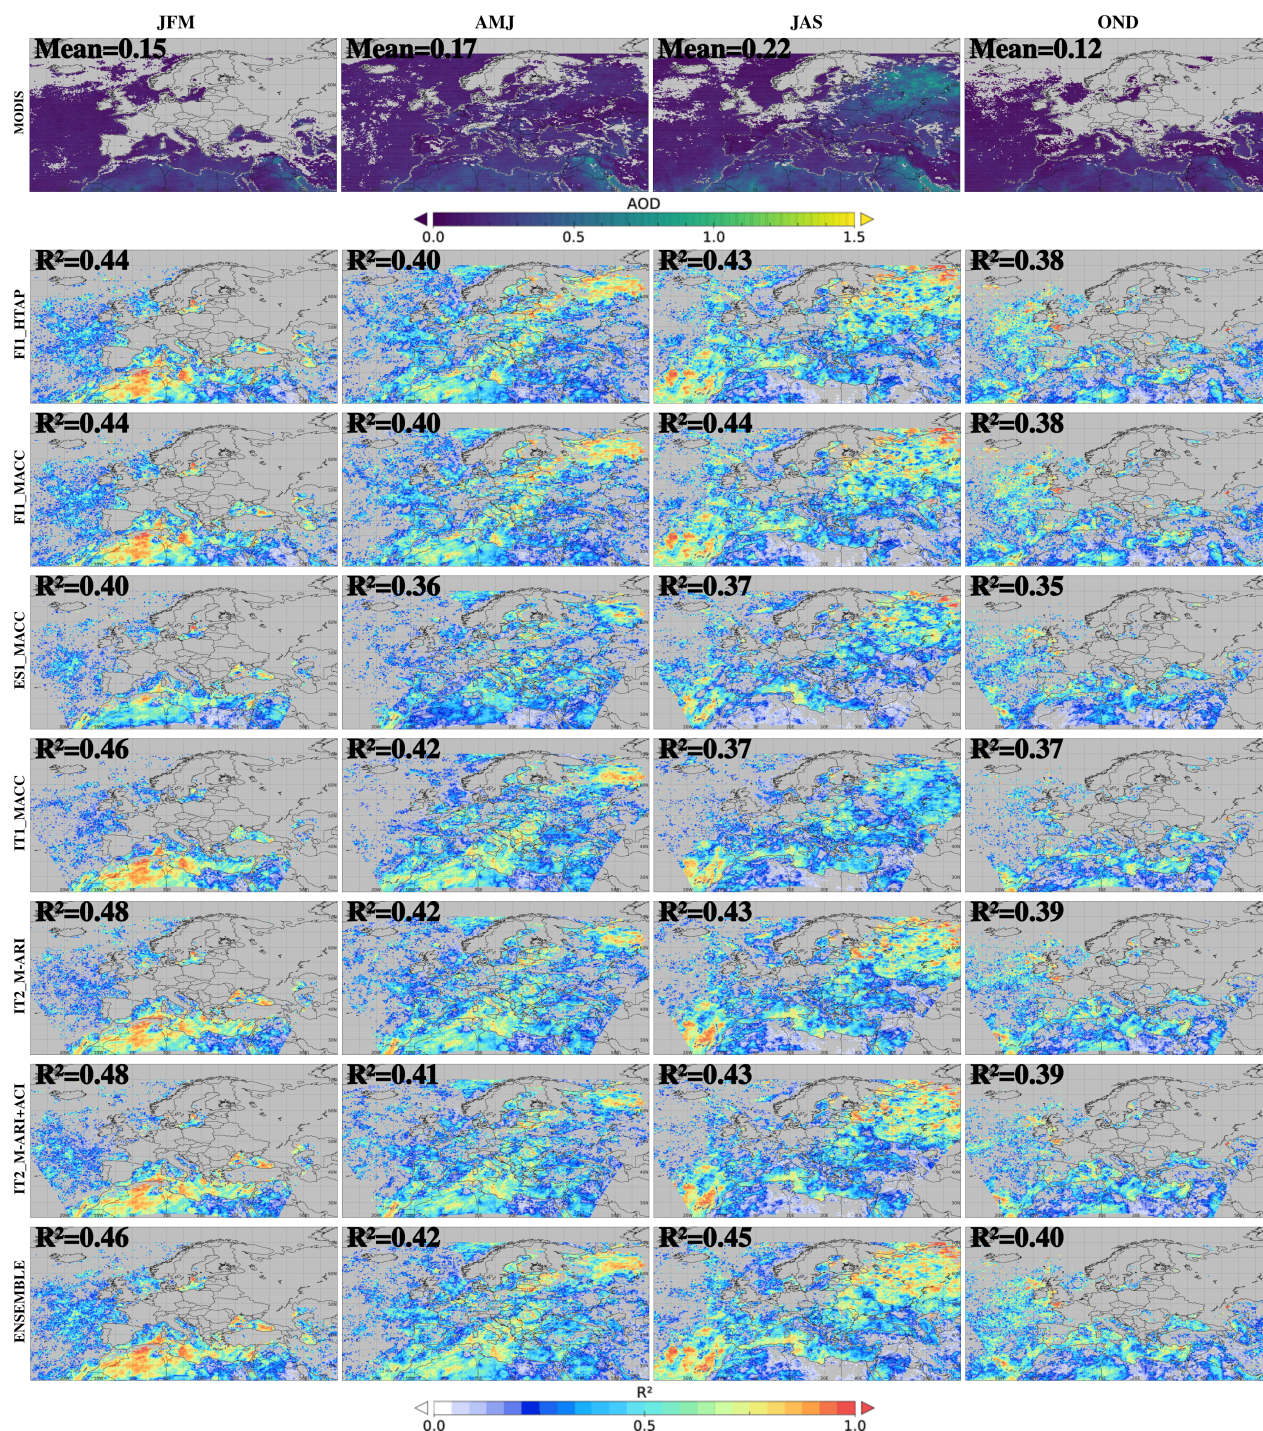 JFM AMJ JAS OND
MODIS
Mean=0.15 Mean=0.17 Mean=0.22 Mean=0.12
AOD
0.0 0.5 1.0 1.5
FI1_HTAP
R²=0.44 R²=0.40 R²=0.43 R²=0.38
FI1_MACC
R²=0.44 R²=0.40 R²=0.44 R²=0.38
ES1_MACC
R²=0.40 R²=0.36 R²=0.37 R²=0.35
IT1_MACC
R²=0.46 R²=0.42 R²=0.37 R²=0.37
IT2_M-ARI
R²=0.48 R²=0.42 R²=0.43 R²=0.39
IT2_M-ARI+ACI
R²=0.48 R²=0.41 R²=0.43 R²=0.39
ENSEMBLE
R²=0.46 R²=0.42 R²=0.45 R²=0.40
R²
0.0 0.5 1.0